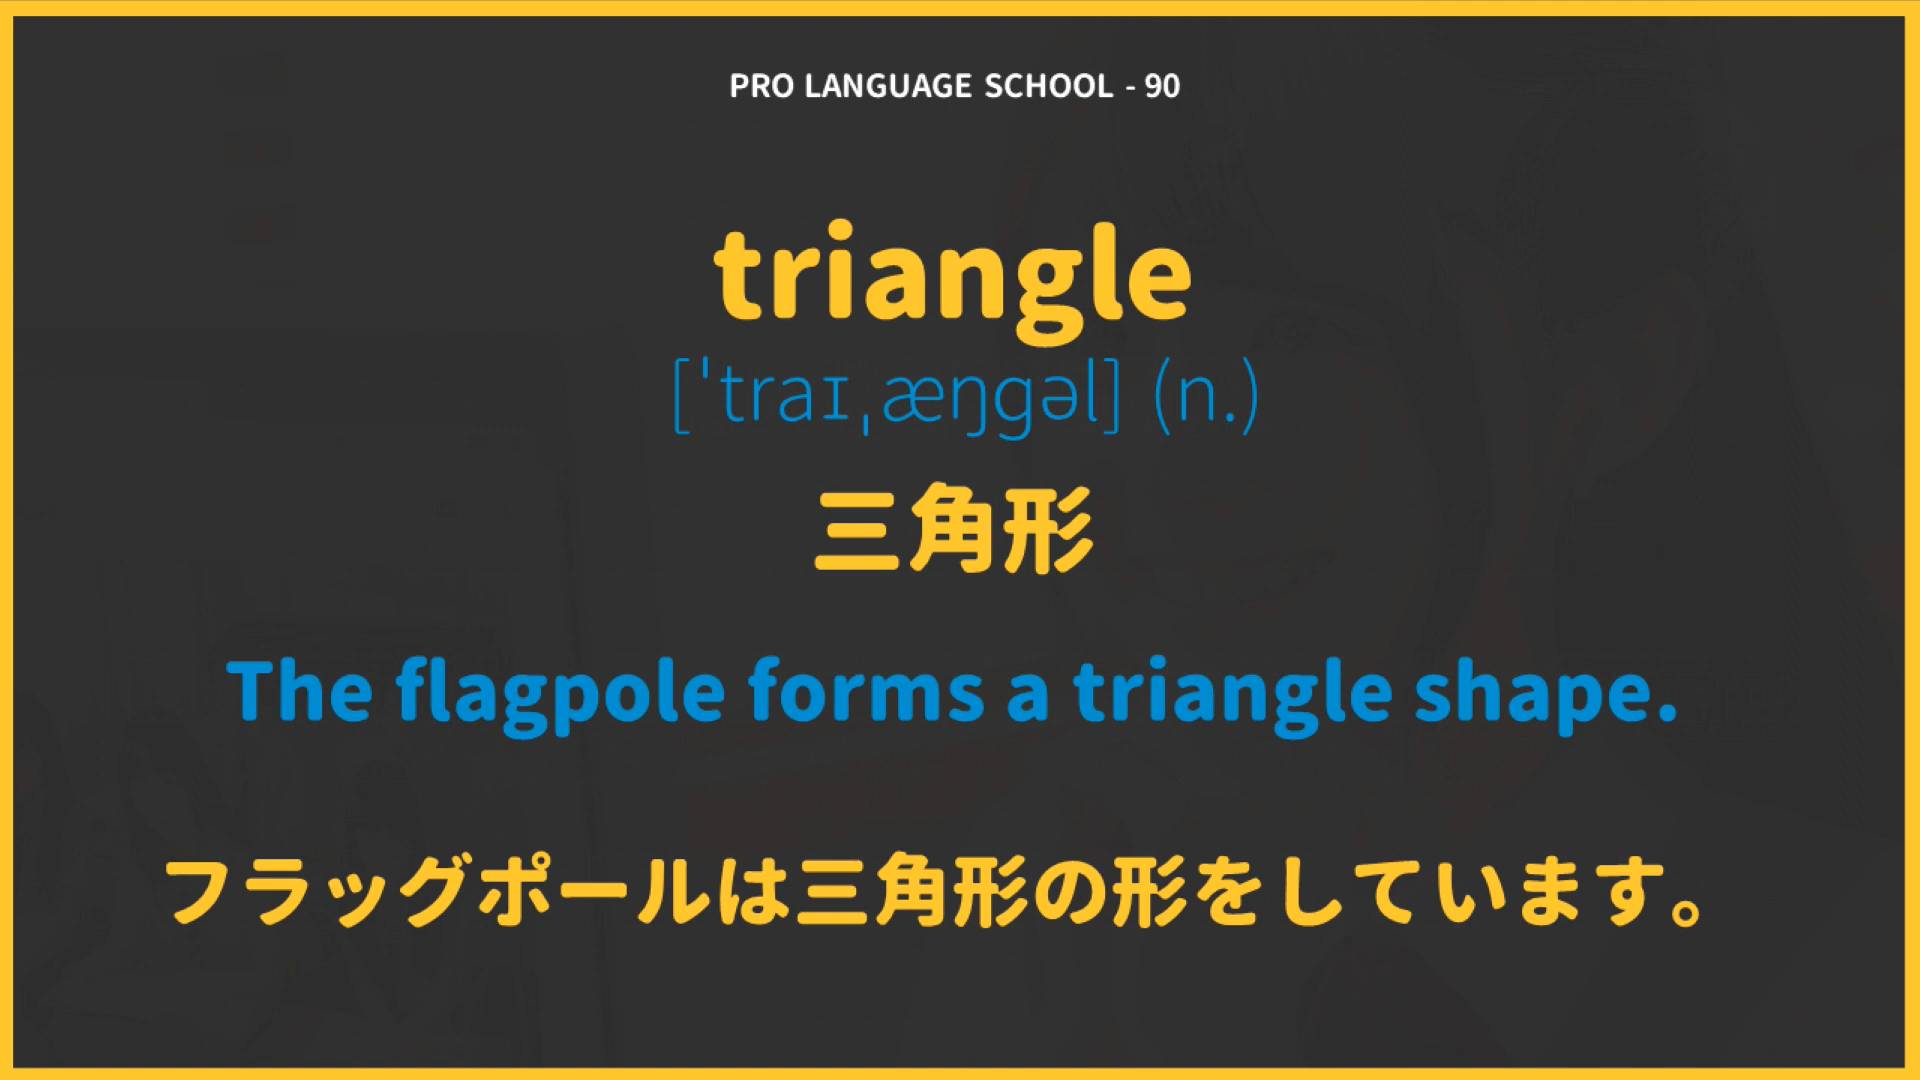 PRO LANGUAGE SCHOOL - 90
triangle
[ˈtraɪˌæŋgəl] (n.)
三角形
The flagpole forms a triangle shape.
フラッグポールは三角形の形をしています。